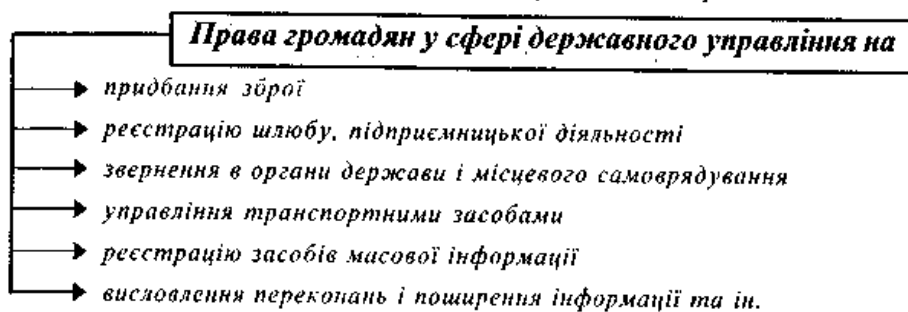 Права громадян у сфері державного управління на
придбання зброї
реєстрацію шлюбу, підприємницької діяльності
звернення в органи держави і місцевого самоврядування
управління транспортними засобами
реєстрацію засобів масової інформації
висловлення переконань і поширення інформації та ін.